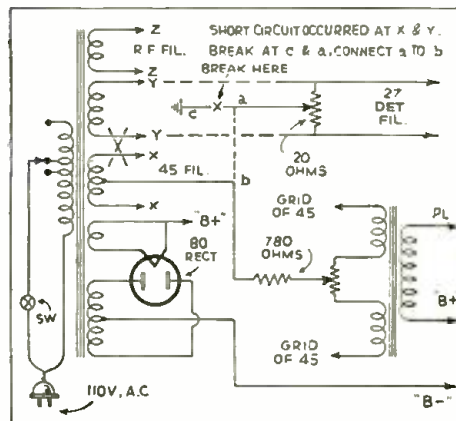 Z
R F FIL.
Z
SHORT CIRCUIT OCCURRED AT X & Y.
BREAK AT c & a, CONNECT a TO b
BREAK HERE
Y
c
X
a
27
DET
FIL.
Y
X
45 FIL.
20
OHMS
b
X
"B+"
80
RECT
GRID
OF 45
780
OHMS
PL
B+
SW
GRID
OF 45
110V, A.C
"B-"